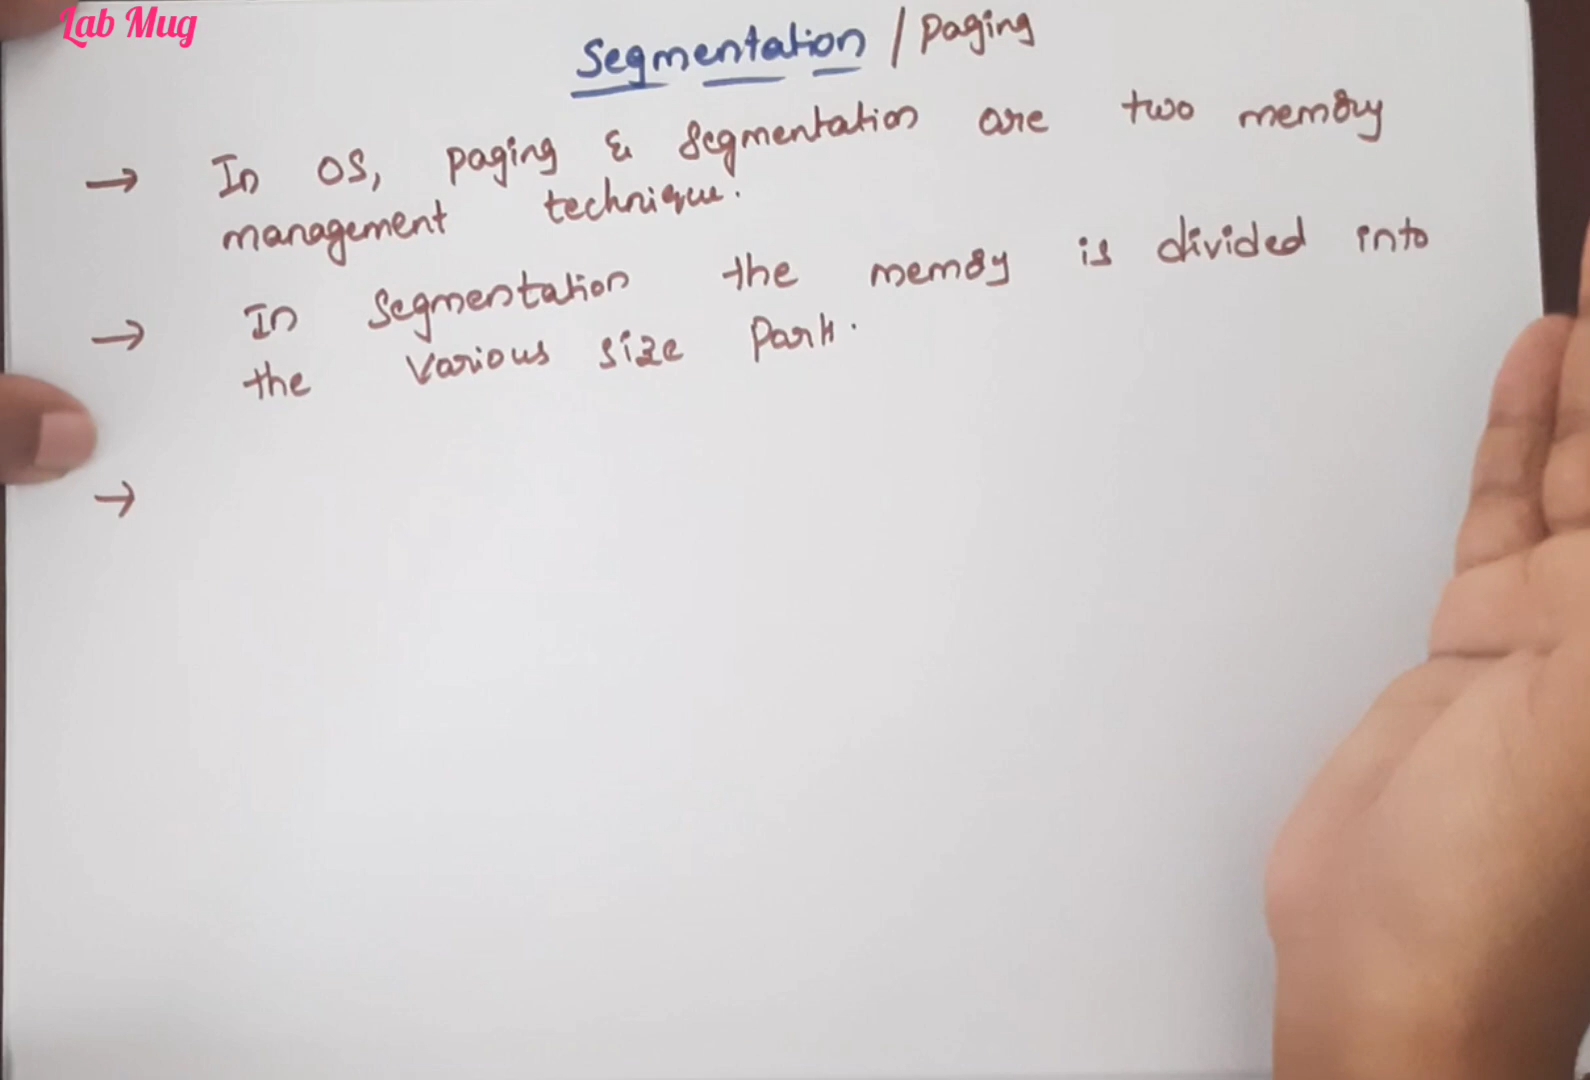 Lab Mug
Segmentation / Paging
→ In OS, paging & Segmentation are two memory
management technique.
→ In Segmentation the memory is divided into
the various size Parts.
→